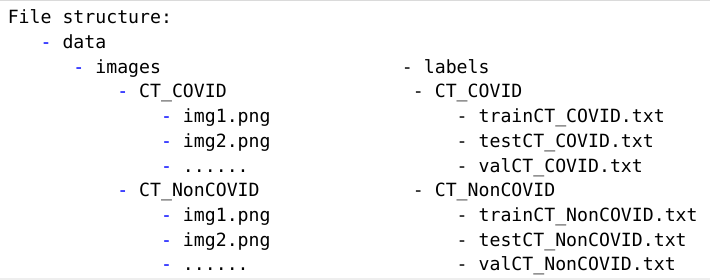 File structure:
- data
- images - labels
- CT_COVID - CT_COVID
- img1.png - trainCT_COVID.txt
- img2.png - testCT_COVID.txt
- ...... - valCT_COVID.txt
- CT_NonCOVID - CT_NonCOVID
- img1.png - trainCT_NonCOVID.txt
- img2.png - testCT_NonCOVID.txt
- ...... - valCT_NonCOVID.txt